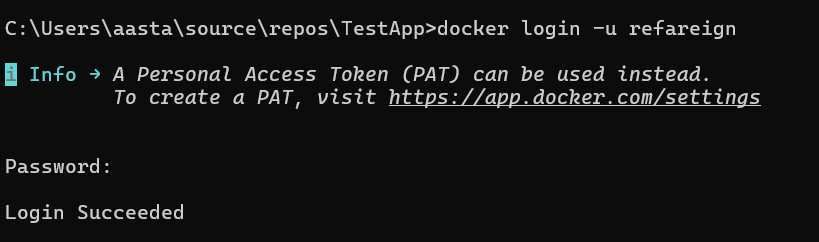 C:\Users\aasta\source\repos\TestApp>docker login -u refareign
i Info → A Personal Access Token (PAT) can be used instead.
To create a PAT, visit https://app.docker.com/settings
Password:
Login Succeeded